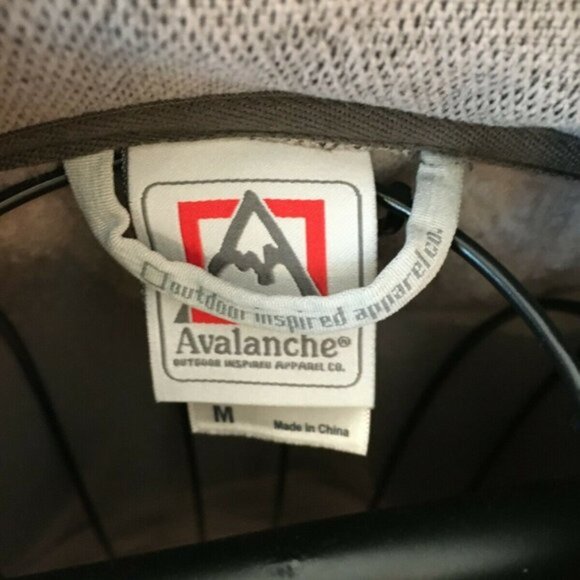 outdoor inspired apparel co.
Avalanche®
OUTDOOR INSPIRED APPAREL CO.
M
Made in China